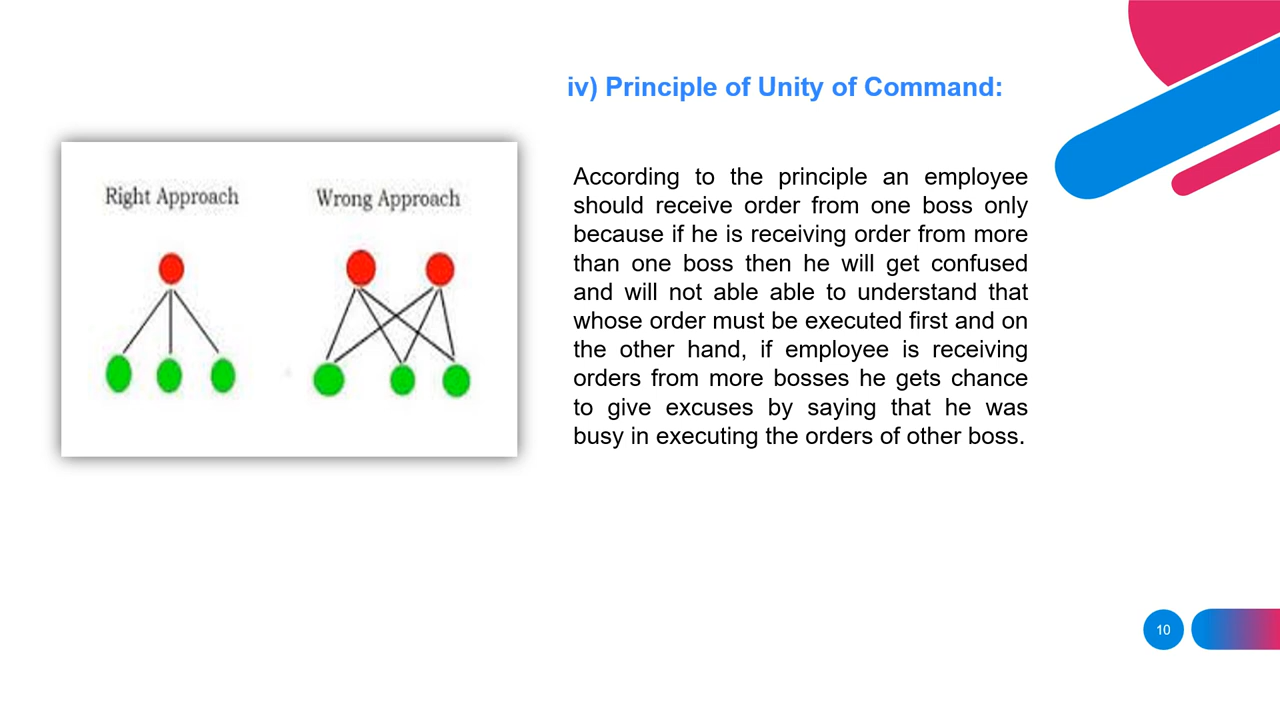 iv) Principle of Unity of Command:
Right Approach
Wrong Approach
According to the principle an employee
should receive order from one boss only
because if he is receiving order from more
than one boss then he will get confused
and will not able able to understand that
whose order must be executed first and on
the other hand, if employee is receiving
orders from more bosses he gets chance
to give excuses by saying that he was
busy in executing the orders of other boss.
10